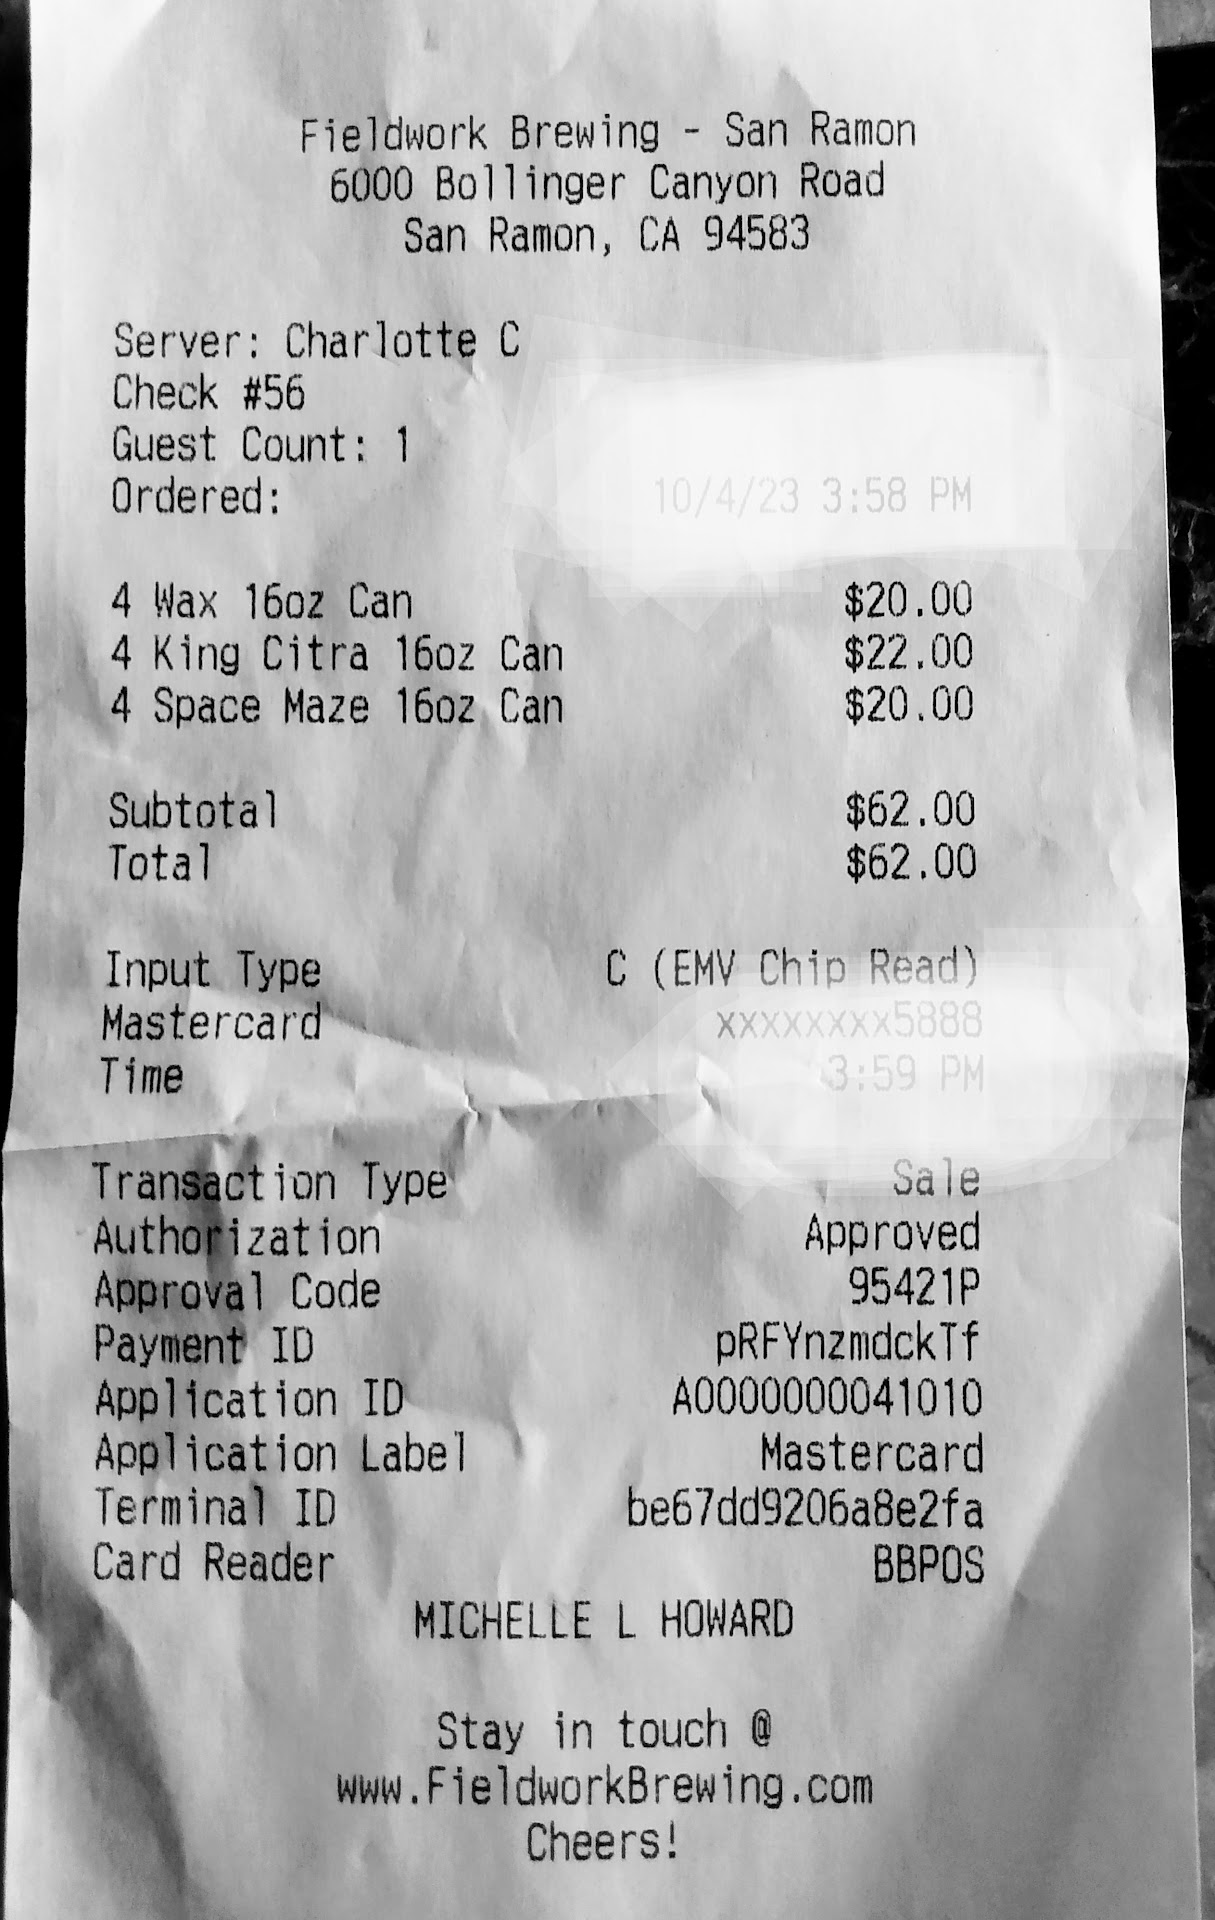 Fieldwork Brewing - San Ramon
6000 Bollinger Canyon Road
San Ramon, CA 94583
Server: Charlotte C
Check #56
Guest Count: 1
Ordered: 10/4/23 3:58 PM
4 Wax 16oz Can $20.00
4 King Citra 16oz Can $22.00
4 Space Maze 16oz Can $20.00
Subtotal $62.00
Total $62.00
Input Type C (EMV Chip Read)
Mastercard xxxxxxxx5888
Time 3:59 PM
Transaction Type Sale
Authorization Approved
Approval Code 95421P
Payment ID pRFYnzmdckTf
Application ID A0000000041010
Application Label Mastercard
Terminal ID be67dd9206a8e2fa
Card Reader BBPOS
MICHELLE L HOWARD
Stay in touch @
www.FieldworkBrewing.com
Cheers!